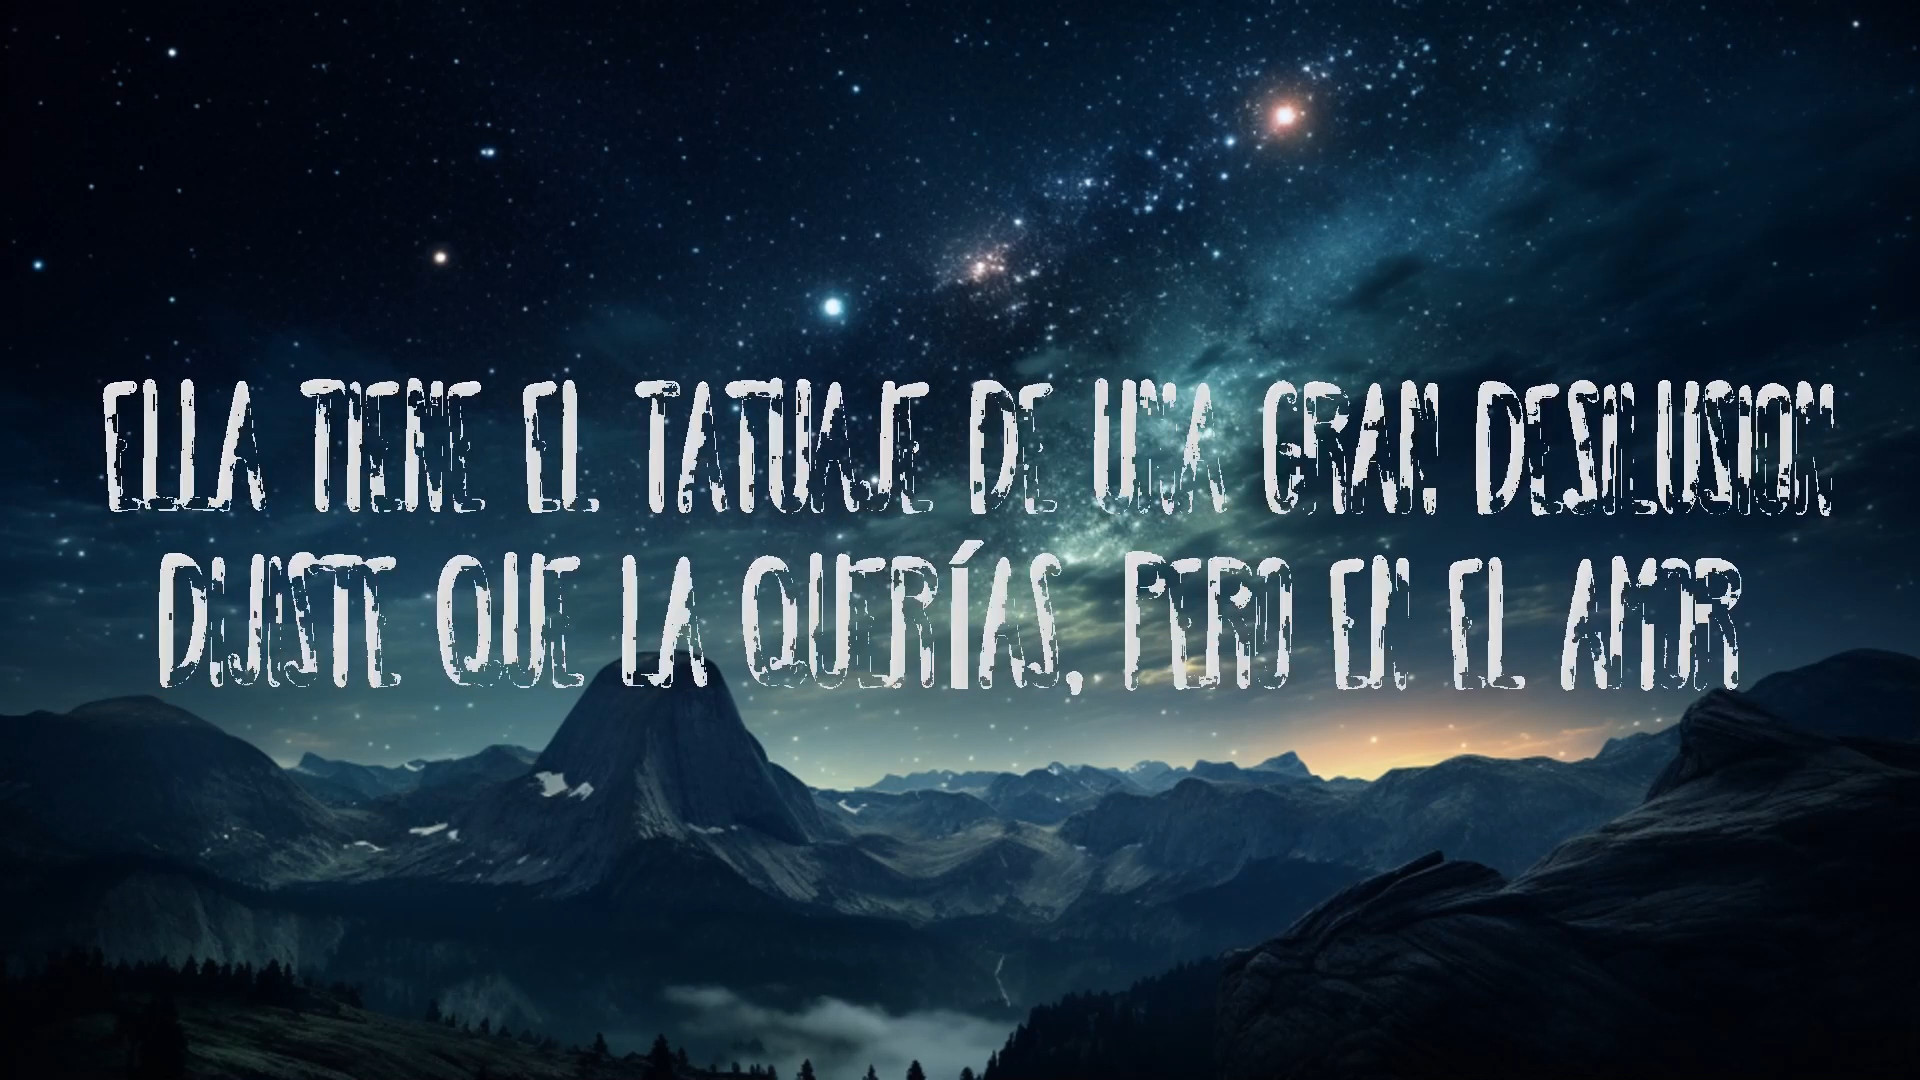 ELLA TIENE EL TATUAJE DE UNA GRAN DESILUSION
DIJISTE QUE LA QUERÍAS, PERO EN EL AMOR